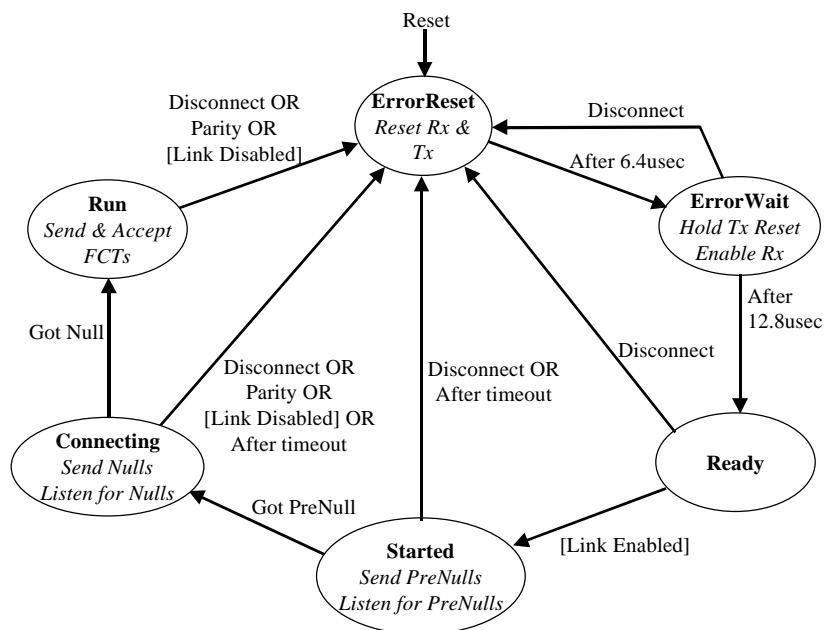 Reset
ErrorReset
Reset Rx &
Tx
Disconnect OR
Parity OR
[Link Disabled]
Disconnect
After 6.4usec
ErrorWait
Hold Tx Reset
Enable Rx
Run
Send & Accept
FCTs
After
12.8usec
Got Null
Disconnect OR
Parity OR
[Link Disabled] OR
After timeout
Disconnect OR
After timeout
Disconnect
Connecting
Send Nulls
Listen for Nulls
Ready
Got PreNull
[Link Enabled]
Started
Send PreNulls
Listen for PreNulls